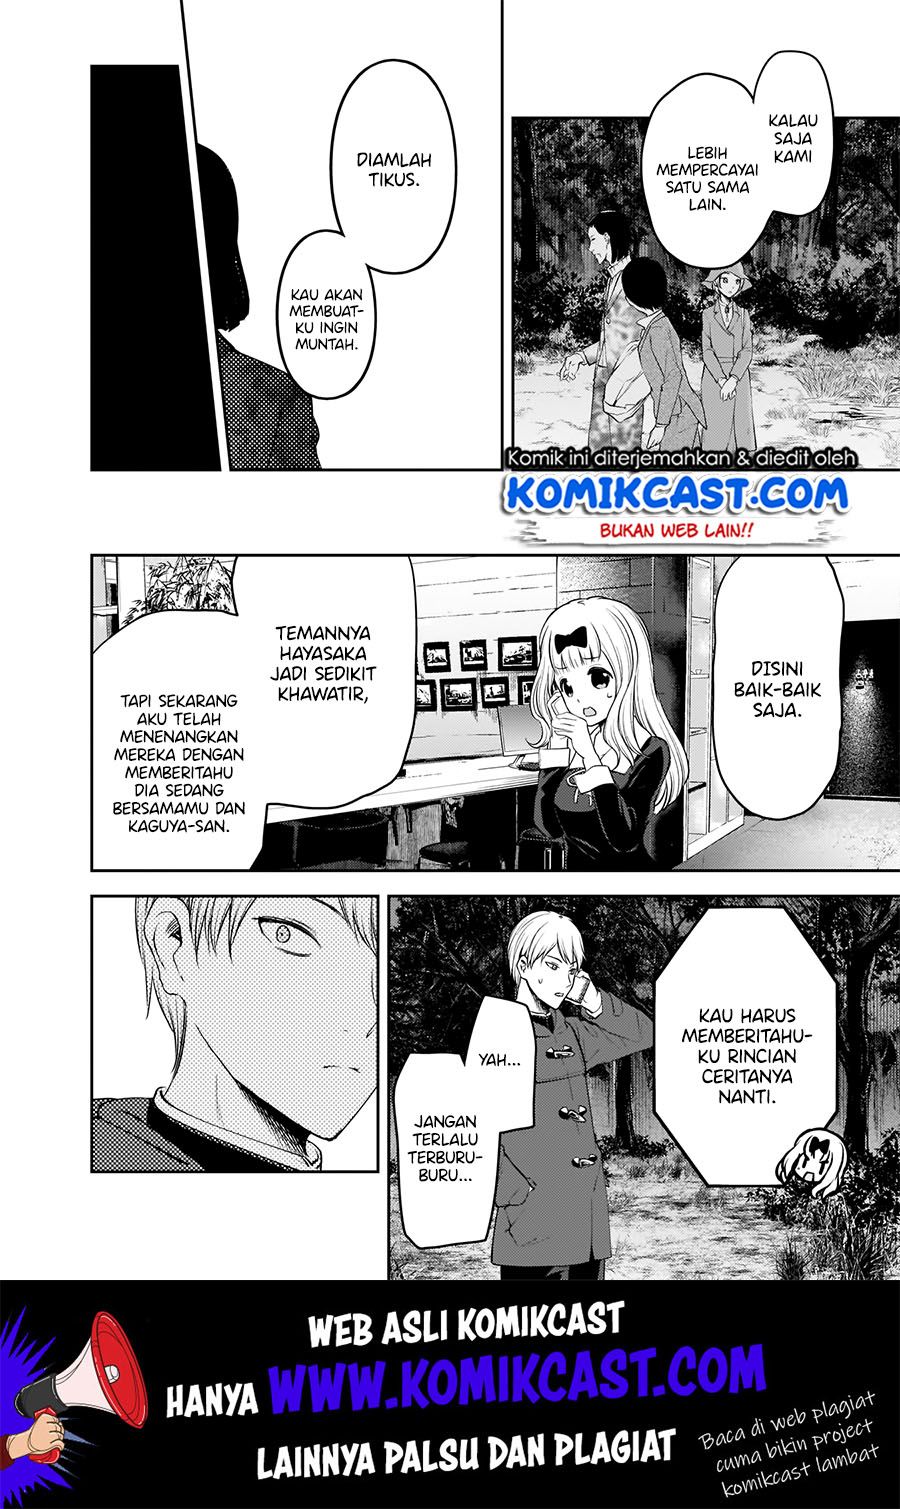 KALAU
SAJA
KAMI
LEBIH
MEMPERCAYAI
SATU SAMA
LAIN.
DIAMLAH
TIKUS.
KAU AKAN
MEMBUAT-
KU INGIN
MUNTAH.
Komik ini diterjemahkan & diedit oleh
KOMIKCAST.COM
BUKAN WEB LAIN!!
DISINI
BAIK-BAIK
SAJA.
TEMANNYA
HAYASAKA
JADI SEDIKIT
KHAWATIR,
TAPI SEKARANG
AKU TELAH
MENENANGKAN
MEREKA DENGAN
MEMBERITAHU
DIA SEDANG
BERSAMAMU DAN
KAGUYA-SAN.
KAU HARUS
MEMBERITAHU-
KU RINCIAN
CERITANYA
NANTI.
YAH...
JANGAN
TERLALU
TERBURU-
BURU...
WEB ASLI KOMIKCAST
HANYA WWW.KOMIKCAST.COM
LAINNYA PALSU DAN PLAGIAT
Baca di web plagiat
cuma bikin project
komikcast lambat